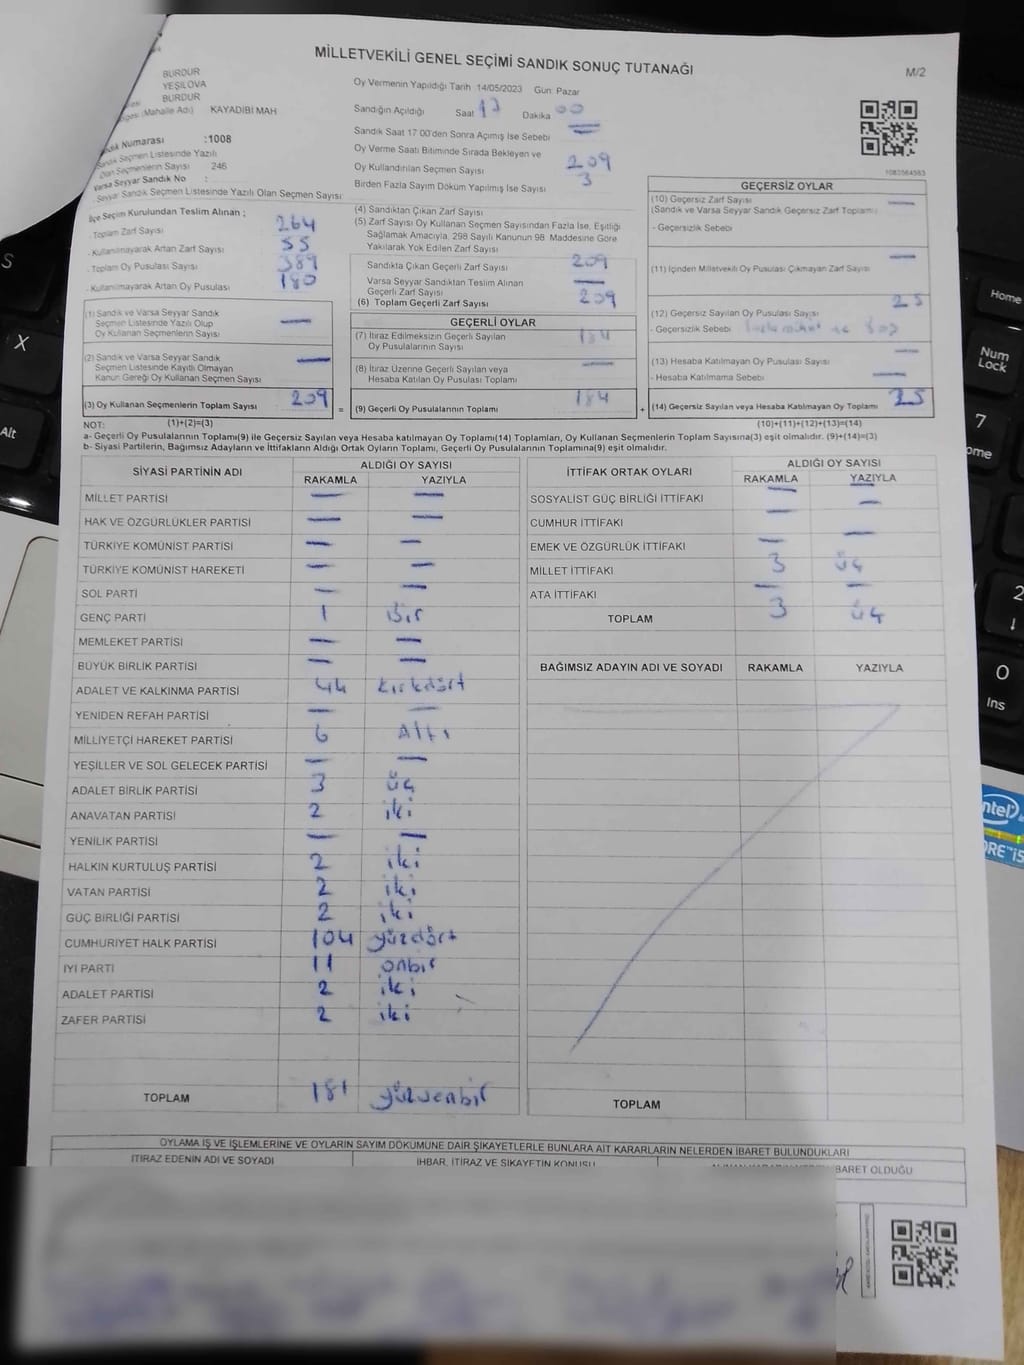 MİLLETVEKİLİ GENEL SEÇİMİ SANDIK SONUÇ TUTANAĞI
M/2
BURDUR
YEŞİLOVA
BURDUR
(Mahalle Adı) KAYADİBİ MAH
Numarası :1008
Sandık Seçmen Listesinde Yazılı
Olan Seçmenlerin Sayısı 246
Varsa Seyyar Sandık No :
Seyyar Sandık Seçmen Listesinde Yazılı Olan Seçmen Sayısı:
İlçe Seçim Kurulundan Teslim Alınan ;
- Toplam Zarf Sayısı : 264
- Kullanılmayarak Artan Zarf Sayısı : 55
- Toplam Oy Pusulası Sayısı : 389
- Kullanılmayarak Artan Oy Pusulası : 180
(1) Sandık ve Varsa Seyyar Sandık
Seçmen Listesinde Yazılı Olup
Oy Kullanan Seçmenlerin Sayısı —
(2) Sandık ve Varsa Seyyar Sandık
Seçmen Listesinde Kayıtlı Olmayan
Kanun Gereği Oy Kullanan Seçmen Sayısı —
(3) Oy Kullanan Seçmenlerin Toplam Sayısı 209
Oy Vermenin Yapıldığı Tarih 14/05/2023 Gün: Pazar
Sandığın Açıldığı Saat 17 Dakika 00
Sandık Saat 17 00'den Sonra Açımış İse Sebebi —
Oy Verme Saati Bitiminde Sırada Bekleyen ve
Oy Kullandırılan Seçmen Sayısı 209
Birden Fazla Sayım Döküm Yapılmış İse Sayısı 3
(4) Sandıktan Çıkan Zarf Sayısı
(5) Zarf Sayısı Oy Kullanan Seçmen Sayısından Fazla İse, Eşitliği
Sağlamak Amacıyla, 298 Sayılı Kanunun 98. Maddesine Göre
Yakılarak Yok Edilen Zarf Sayısı
Sandıkta Çıkan Geçerli Zarf Sayısı 209
Varsa Seyyar Sandıktan Teslim Alınan
Geçerli Zarf Sayısı —
(6) Toplam Geçerli Zarf Sayısı 209
GEÇERLİ OYLAR
(7) İtiraz Edilmeksizin Geçerli Sayılan
Oy Pusulalarının Sayısı 184
(8) İtiraz Üzerine Geçerli Sayılan veya
Hesaba Katılan Oy Pusulası Toplamı —
= (9) Geçerli Oy Pusulalarının Toplamı 184 +
1083564563
GEÇERSİZ OYLAR
(10) Geçersiz Zarf Sayısı —
(Sandık ve Varsa Seyyar Sandık Geçersiz Zarf Toplamı)
- Geçersizlik Sebebi
(11) İçinden Milletvekili Oy Pusulası Çıkmayan Zarf Sayısı —
(12) Geçersiz Sayılan Oy Pusulası Sayısı 25
- Geçersizlik Sebebi
(13) Hesaba Katılmayan Oy Pusulası Sayısı —
- Hesaba Katılmama Sebebi —
(14) Geçersiz Sayılan veya Hesaba Katılmayan Oy Toplamı 25
NOT: (1)+(2)=(3) (10)+(11)+(12)+(13)=(14)
a- Geçerli Oy Pusulalarının Toplamı(9) ile Geçersiz Sayılan veya Hesaba katılmayan Oy Toplamı(14) Toplamları, Oy Kullanan Seçmenlerin Toplam Sayısına(3) eşit olmalıdır. (9)+(14)=(3)
b- Siyasi Partilerin, Bağımsız Adayların ve İttifakların Aldığı Ortak Oyların Toplamı, Geçerli Oy Pusulalarının Toplamına(9) eşit olmalıdır.
SİYASİ PARTİNİN ADI ALDIĞI OY SAYISI
RAKAMLA YAZIYLA
MİLLET PARTİSİ — —
HAK VE ÖZGÜRLÜKLER PARTİSİ — —
TÜRKİYE KOMÜNİST PARTİSİ — —
TÜRKİYE KOMÜNİST HAREKETİ — —
SOL PARTİ — —
GENÇ PARTİ 1 Bir
MEMLEKET PARTİSİ — —
BÜYÜK BİRLİK PARTİSİ — —
ADALET VE KALKINMA PARTİSİ 44 kırkdört
YENİDEN REFAH PARTİSİ — —
MİLLİYETÇİ HAREKET PARTİSİ 6 Altı
YEŞİLLER VE SOL GELECEK PARTİSİ — —
ADALET BİRLİK PARTİSİ 3 üç
ANAVATAN PARTİSİ 2 iki
YENİLİK PARTİSİ — —
HALKIN KURTULUŞ PARTİSİ 2 iki
VATAN PARTİSİ 2 iki
GÜÇ BİRLİĞİ PARTİSİ 2 iki
CUMHURİYET HALK PARTİSİ 104 yüzdört
İYİ PARTİ 11 onbir
ADALET PARTİSİ 2 iki
ZAFER PARTİSİ 2 iki
TOPLAM 181
İTTİFAK ORTAK OYLARI ALDIĞI OY SAYISI
RAKAMLA YAZIYLA
SOSYALİST GÜÇ BİRLİĞİ İTTİFAKI — —
CUMHUR İTTİFAKI —
EMEK VE ÖZGÜRLÜK İTTİFAKI — —
MİLLET İTTİFAKI 3 üç
ATA İTTİFAKI — —
TOPLAM 3 üç
BAĞIMSIZ ADAYIN ADI VE SOYADI RAKAMLA YAZIYLA
TOPLAM
OYLAMA İŞ VE İŞLEMLERİNE VE OYLARIN SAYIM DÖKÜMÜNE DAİR ŞİKAYETLERLE BUNLARA AİT KARARLARIN NELERDEN İBARET BULUNDUKLARI
İTİRAZ EDENİN ADI VE SOYADI İHBAR, İTİRAZ VE ŞİKAYETİN KONUSU İBARET OLDUĞU
S
X
Alt
Home
Num
Lock
7
ome
2
↓
0
Ins
intel
CORE i5